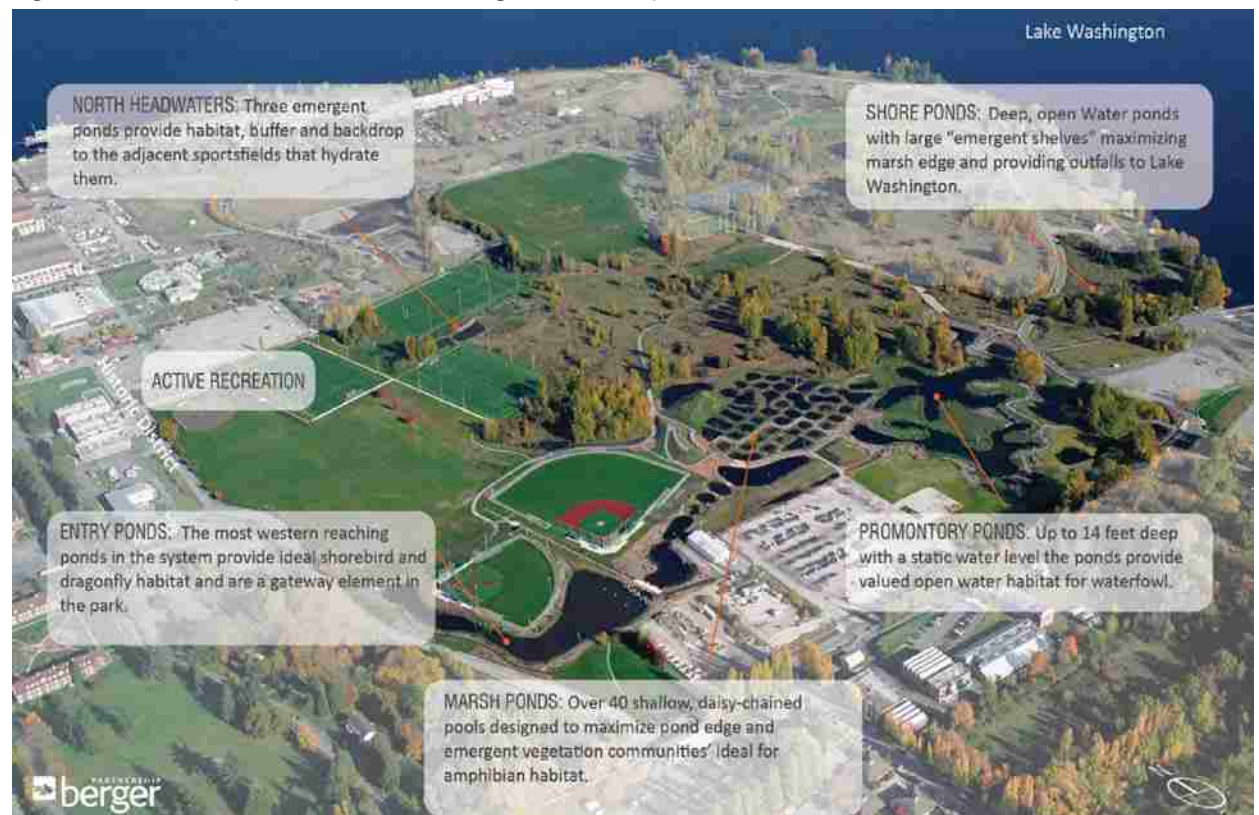 Lake Washington
NORTH HEADWATERS: Three emergent
ponds provide habitat, buffer and backdrop
to the adjacent sportsfields that hydrate
them.
SHORE PONDS: Deep, open Water ponds
with large "emergent shelves" maximizing
marsh edge and providing outfalls to Lake
Washington.
ACTIVE RECREATION
Historic District
ENTRY PONDS: The most western reaching
ponds in the system provide ideal shorebird and
dragonfly habitat and are a gateway element in
the park.
PROMONTORY PONDS: Up to 14 feet deep
with a static water level the ponds provide
valued open water habitat for waterfowl.
MARSH PONDS: Over 40 shallow, daisy-chained
pools designed to maximize pond edge and
emergent vegetation communities' ideal for
amphibian habitat.
PARTNERSHIP
berger